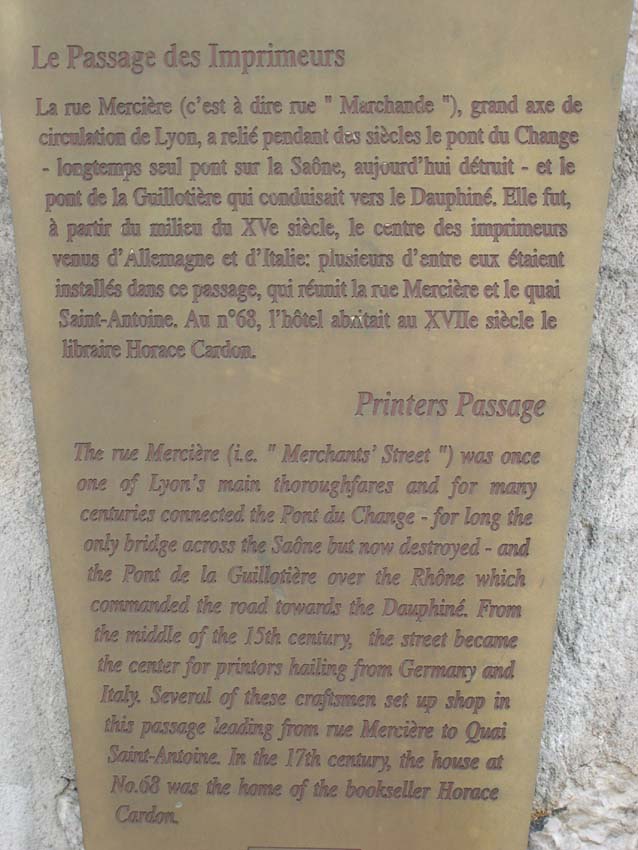 Le Passage des Imprimeurs
La rue Mercière (c'est à dire rue " Marchande "), grand axe de
circulation de Lyon, a relié pendant des siècles le pont du Change
- longtemps seul pont sur la Saône, aujourd'hui détruit - et le
pont de la Guillotière qui conduisait vers le Dauphiné. Elle fut,
à partir du milieu du XVe siècle, le centre des imprimeurs
venus d'Allemagne et d'Italie: plusieurs d'entre eux étaient
installés dans ce passage, qui réunit la rue Mercière et le quai
Saint-Antoine. Au n°68, l'hôtel abritait au XVIIe siècle le
libraire Horace Cardon.
Printers Passage
The rue Mercière (i.e. " Merchants' Street ") was once
one of Lyon's main thoroughfares and for many
centuries connected the Pont du Change - for long the
only bridge across the Saône but now destroyed - and
the Pont de la Guillotière over the Rhône which
commanded the road towards the Dauphiné. From
the middle of the 15th century, the street became
the center for printors hailing from Germany and
Italy. Several of these craftsmen set up shop in
this passage leading from rue Mercière to Quai
Saint-Antoine. In the 17th century, the house at
No.68 was the home of the bookseller Horace
Cardon.